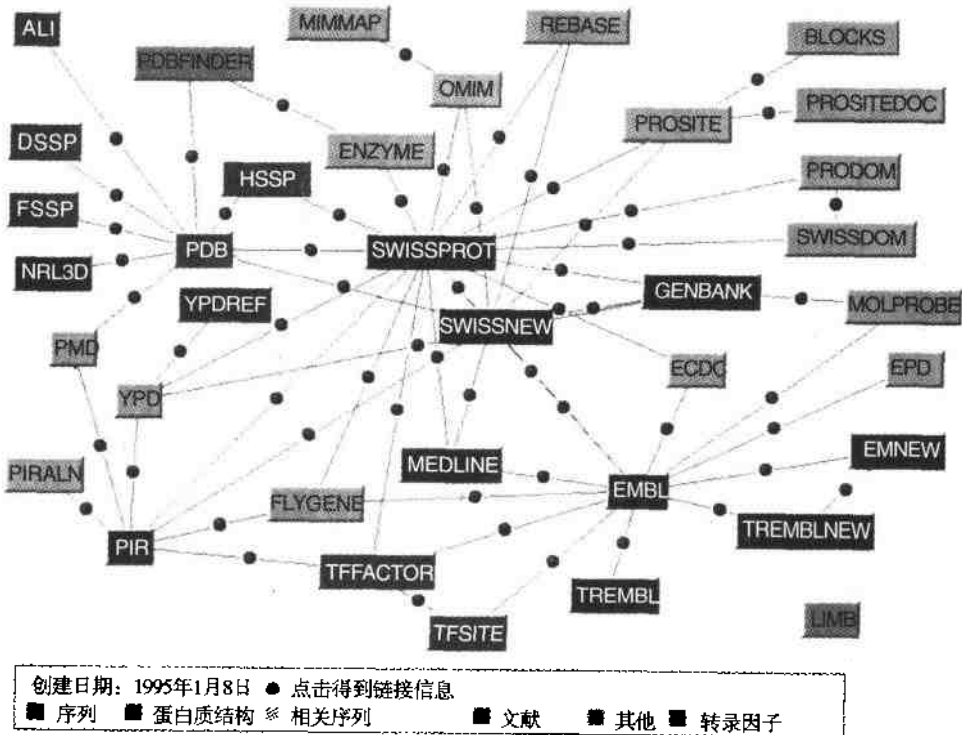 ALI
MIMMAP
REBASE
BLOCKS
PDBFINDER
OMIM
PROSITEDOC
PROSITE
DSSP
ENZYME
HSSP
PRODOM
FSSP
PDB
SWISSPROT
SWISSDOM
NRL3D
YPDREF
GENBANK
MOLPROBE
SWISSNEW
PMD
YPD
ECDC
EPD
EMNEW
PIRALN
MEDLINE
FLYGENE
EMBL
TREMBLNEW
PIR
TFFACTOR
TREMBL
TFSITE
LIMB
创建日期：1995年1月8日 ● 点击得到链接信息
序列 蛋白质结构 相关序列 文献 其他 转录因子